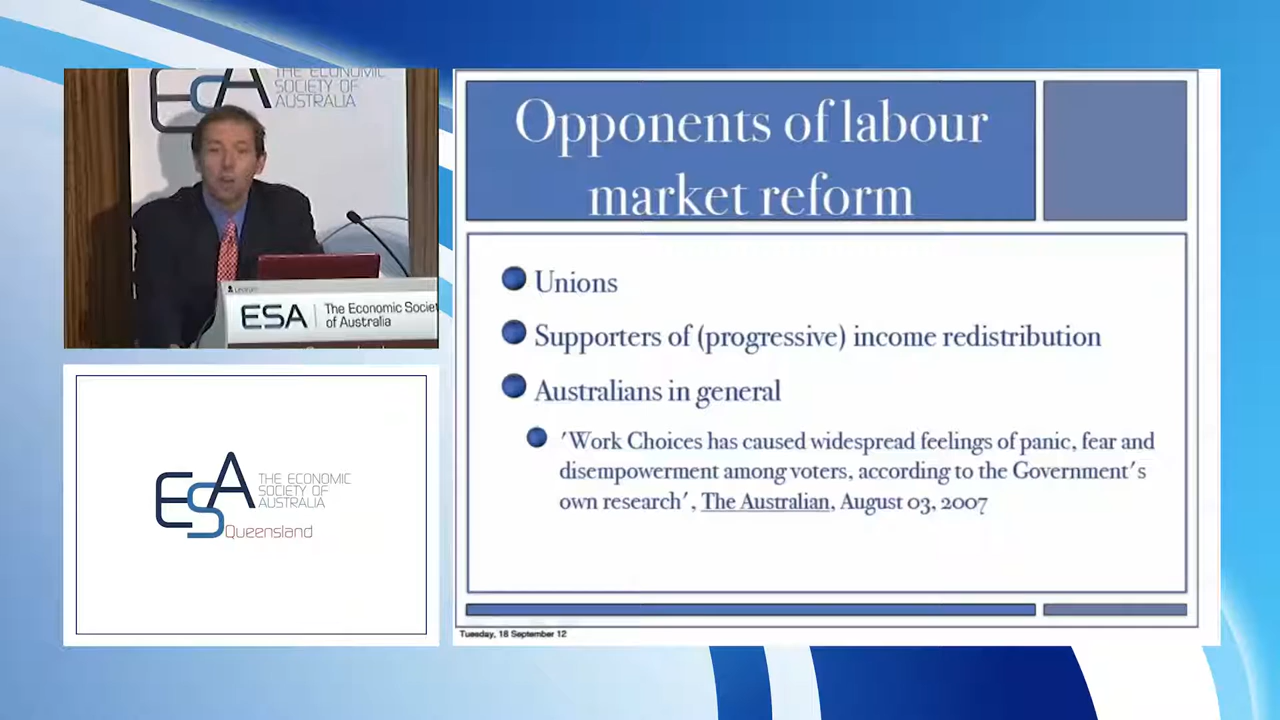 ESA
THE ECONOMIC
SOCIETY OF
AUSTRALIA
ESA
The Economic Societ
of Australia
ESA
THE ECONOMIC
SOCIETY OF
AUSTRALIA
Queensland
Opponents of labour
market reform
Unions
Supporters of (progressive) income redistribution
Australians in general
'Work Choices has caused widespread feelings of panic, fear and
disempowerment among voters, according to the Government's
own research', The Australian, August 03, 2007
Tuesday, 18 September 12